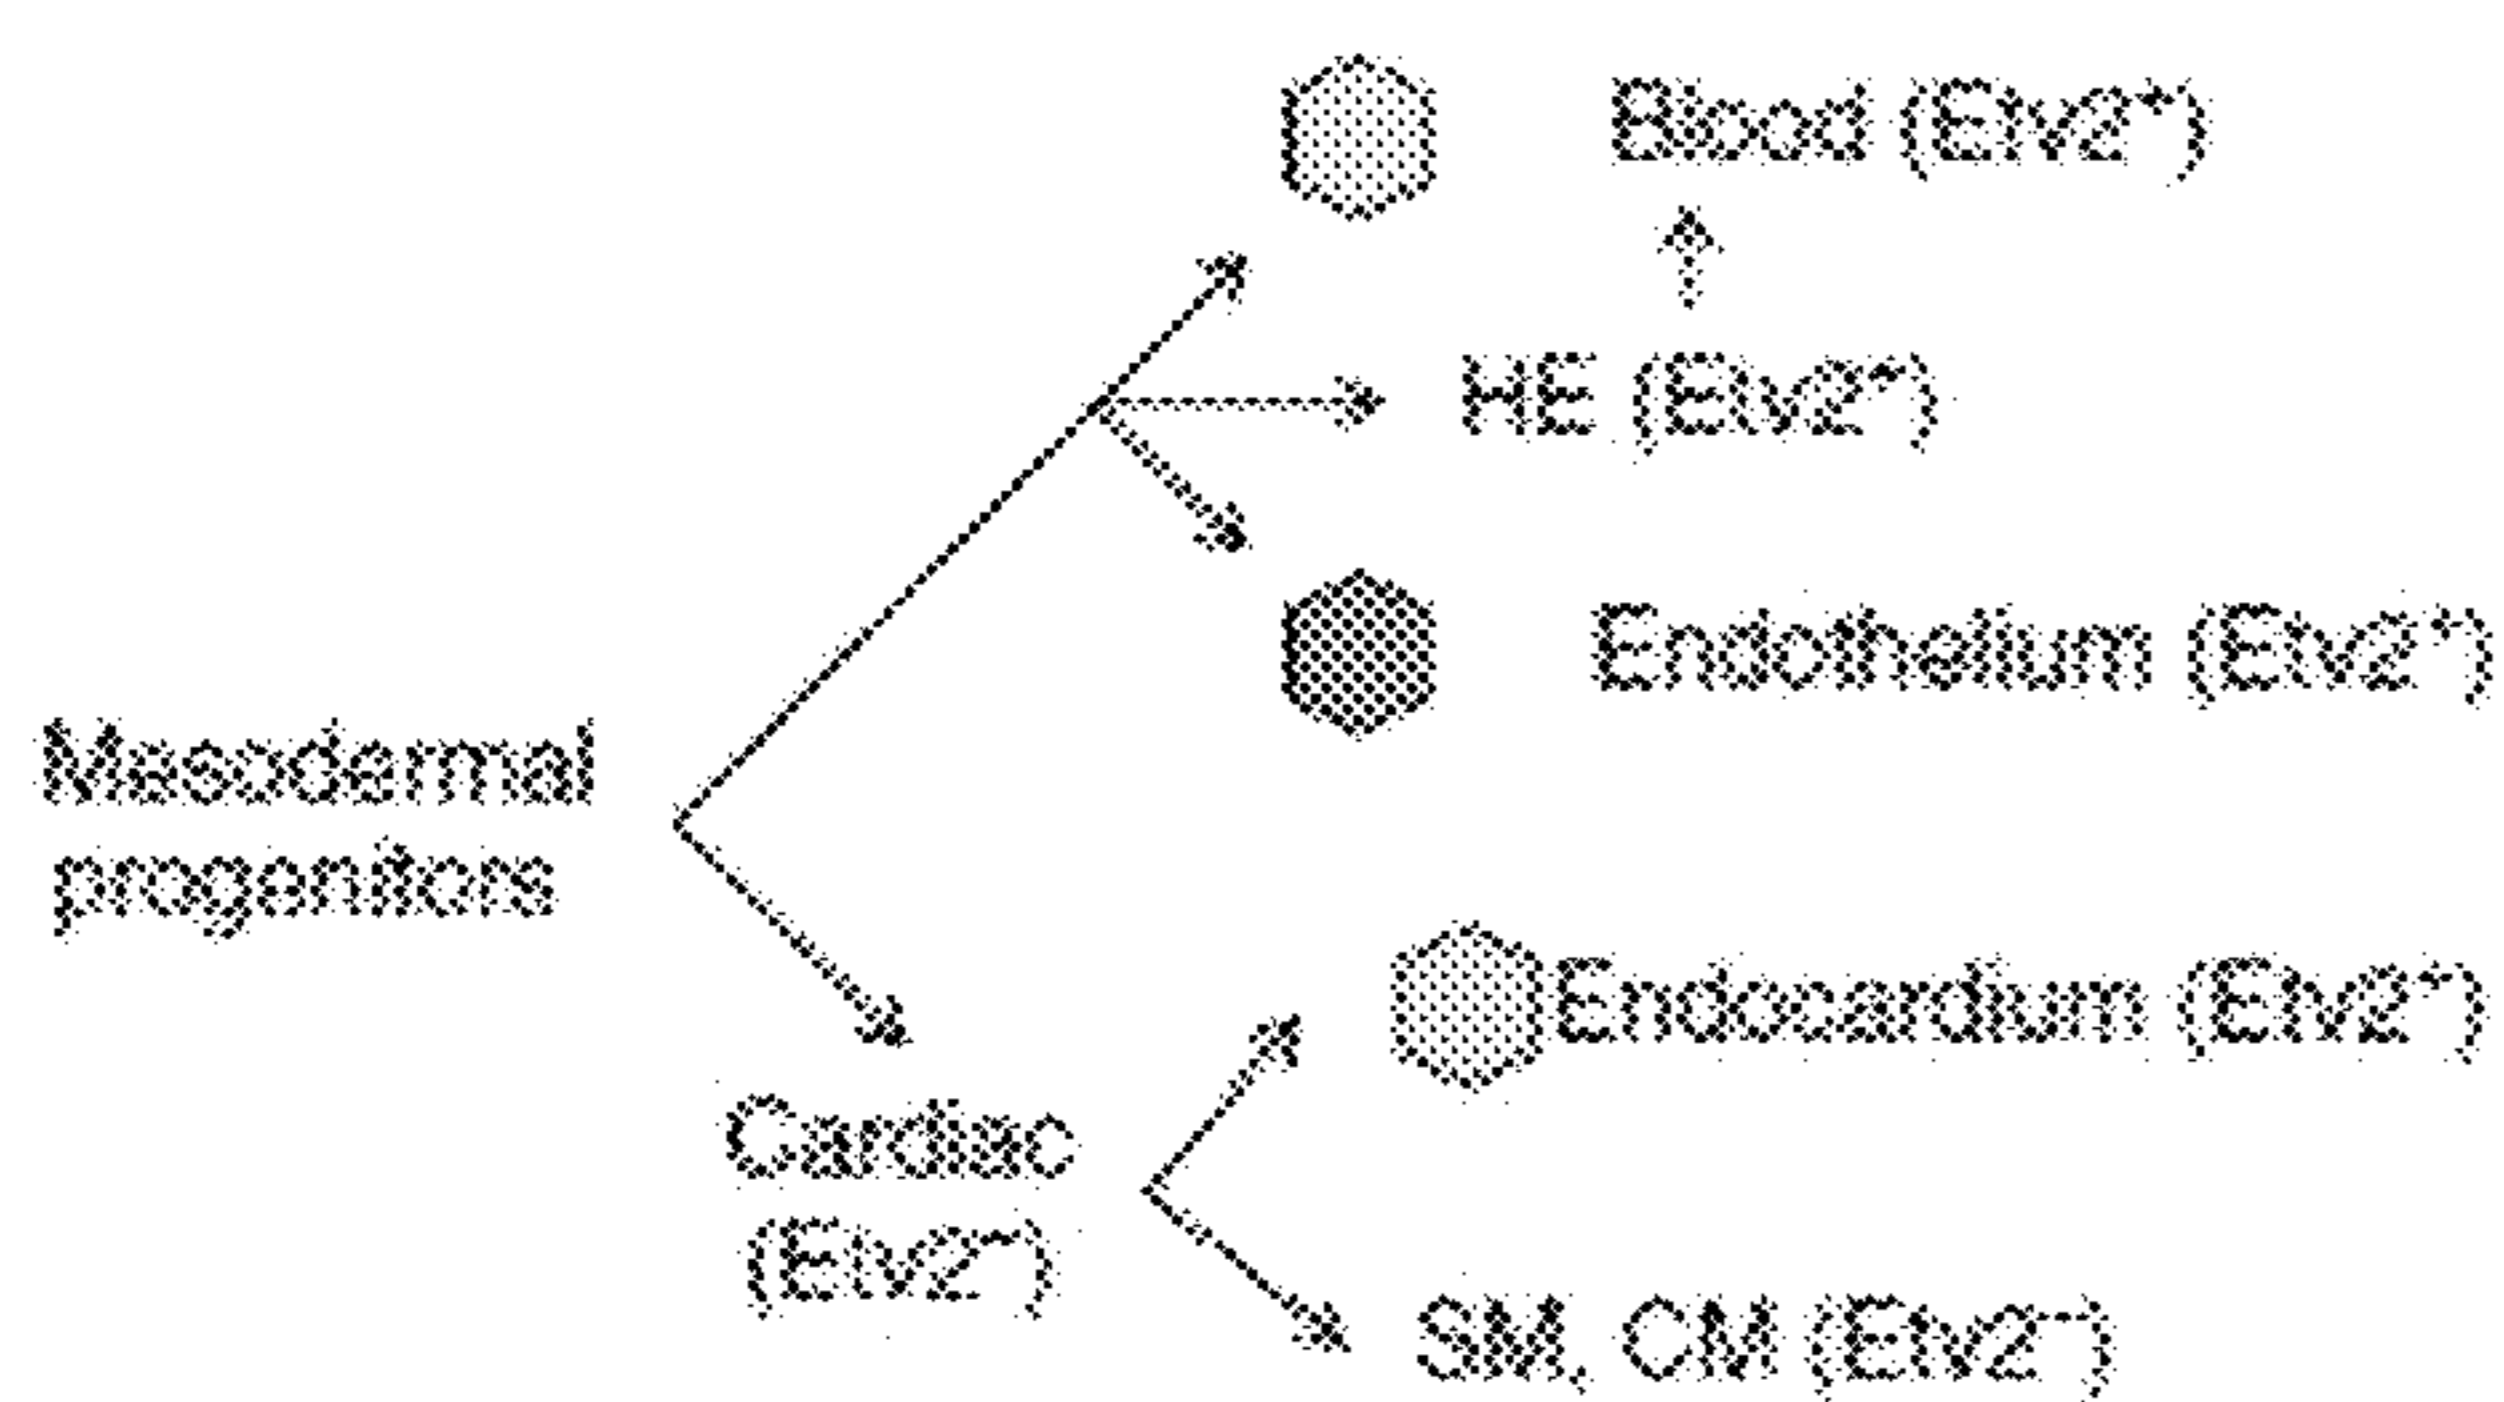 Blood (Etv2⁺)
HE (Etv2⁺)
Endothelium (Etv2⁺)
Mesodermal
progenitors
Endocardium (Etv2⁺)
Cardiac
(Etv2⁻)
SM, CM (Etv2⁻)